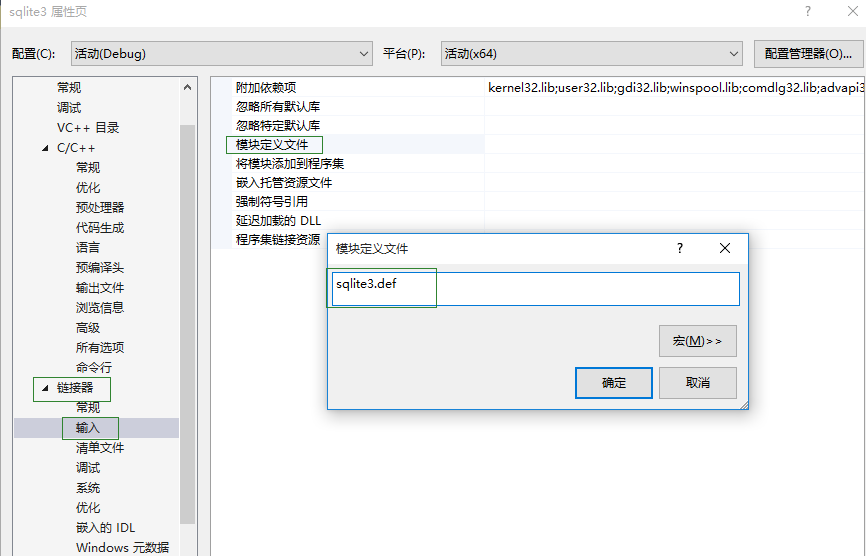 sqlite3 属性页
配置(C):
活动(Debug)
平台(P):
活动(x64)
配置管理器(O)...
常规
调试
VC++ 目录
C/C++
常规
优化
预处理器
代码生成
语言
预编译头
输出文件
浏览信息
高级
所有选项
命令行
链接器
常规
输入
清单文件
调试
系统
优化
嵌入的 IDL
Windows 元数据
附加依赖项 kernel32.lib;user32.lib;gdi32.lib;winspool.lib;comdlg32.lib;advapi3
忽略所有默认库
忽略特定默认库
模块定义文件
将模块添加到程序集
嵌入托管资源文件
强制符号引用
延迟加载的 DLL
程序集链接资源
模块定义文件
sqlite3.def
宏(M)>>
确定
取消